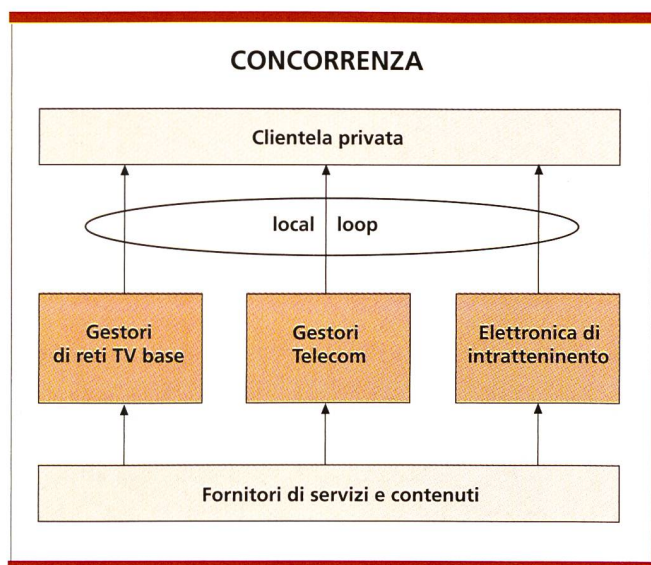 CONCORRENZA
Clientela privata
local loop
Gestori
di reti TV base
Gestori
Telecom
Elettronica di
intratteninento
Fornitori di servizi e contenuti